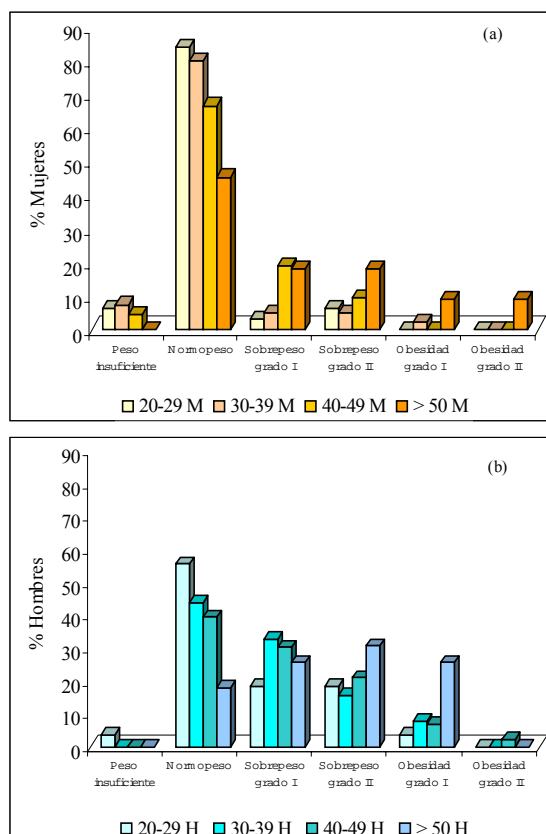 (a)
90
80
70
60
50
40
30
20
10
0
% Mujeres
Peso insuficiente
Normopeso
Sobrepeso grado I
Sobrepeso grado II
Obesidad grado I
Obesidad grado II
20-29 M 30-39 M 40-49 M > 50 M
(b)
90
80
70
60
50
40
30
20
10
0
% Hombres
Peso insuficiente
Normopeso
Sobrepeso grado I
Sobrepeso grado II
Obesidad grado I
Obesidad grado II
20-29 H 30-39 H 40-49 H > 50 H